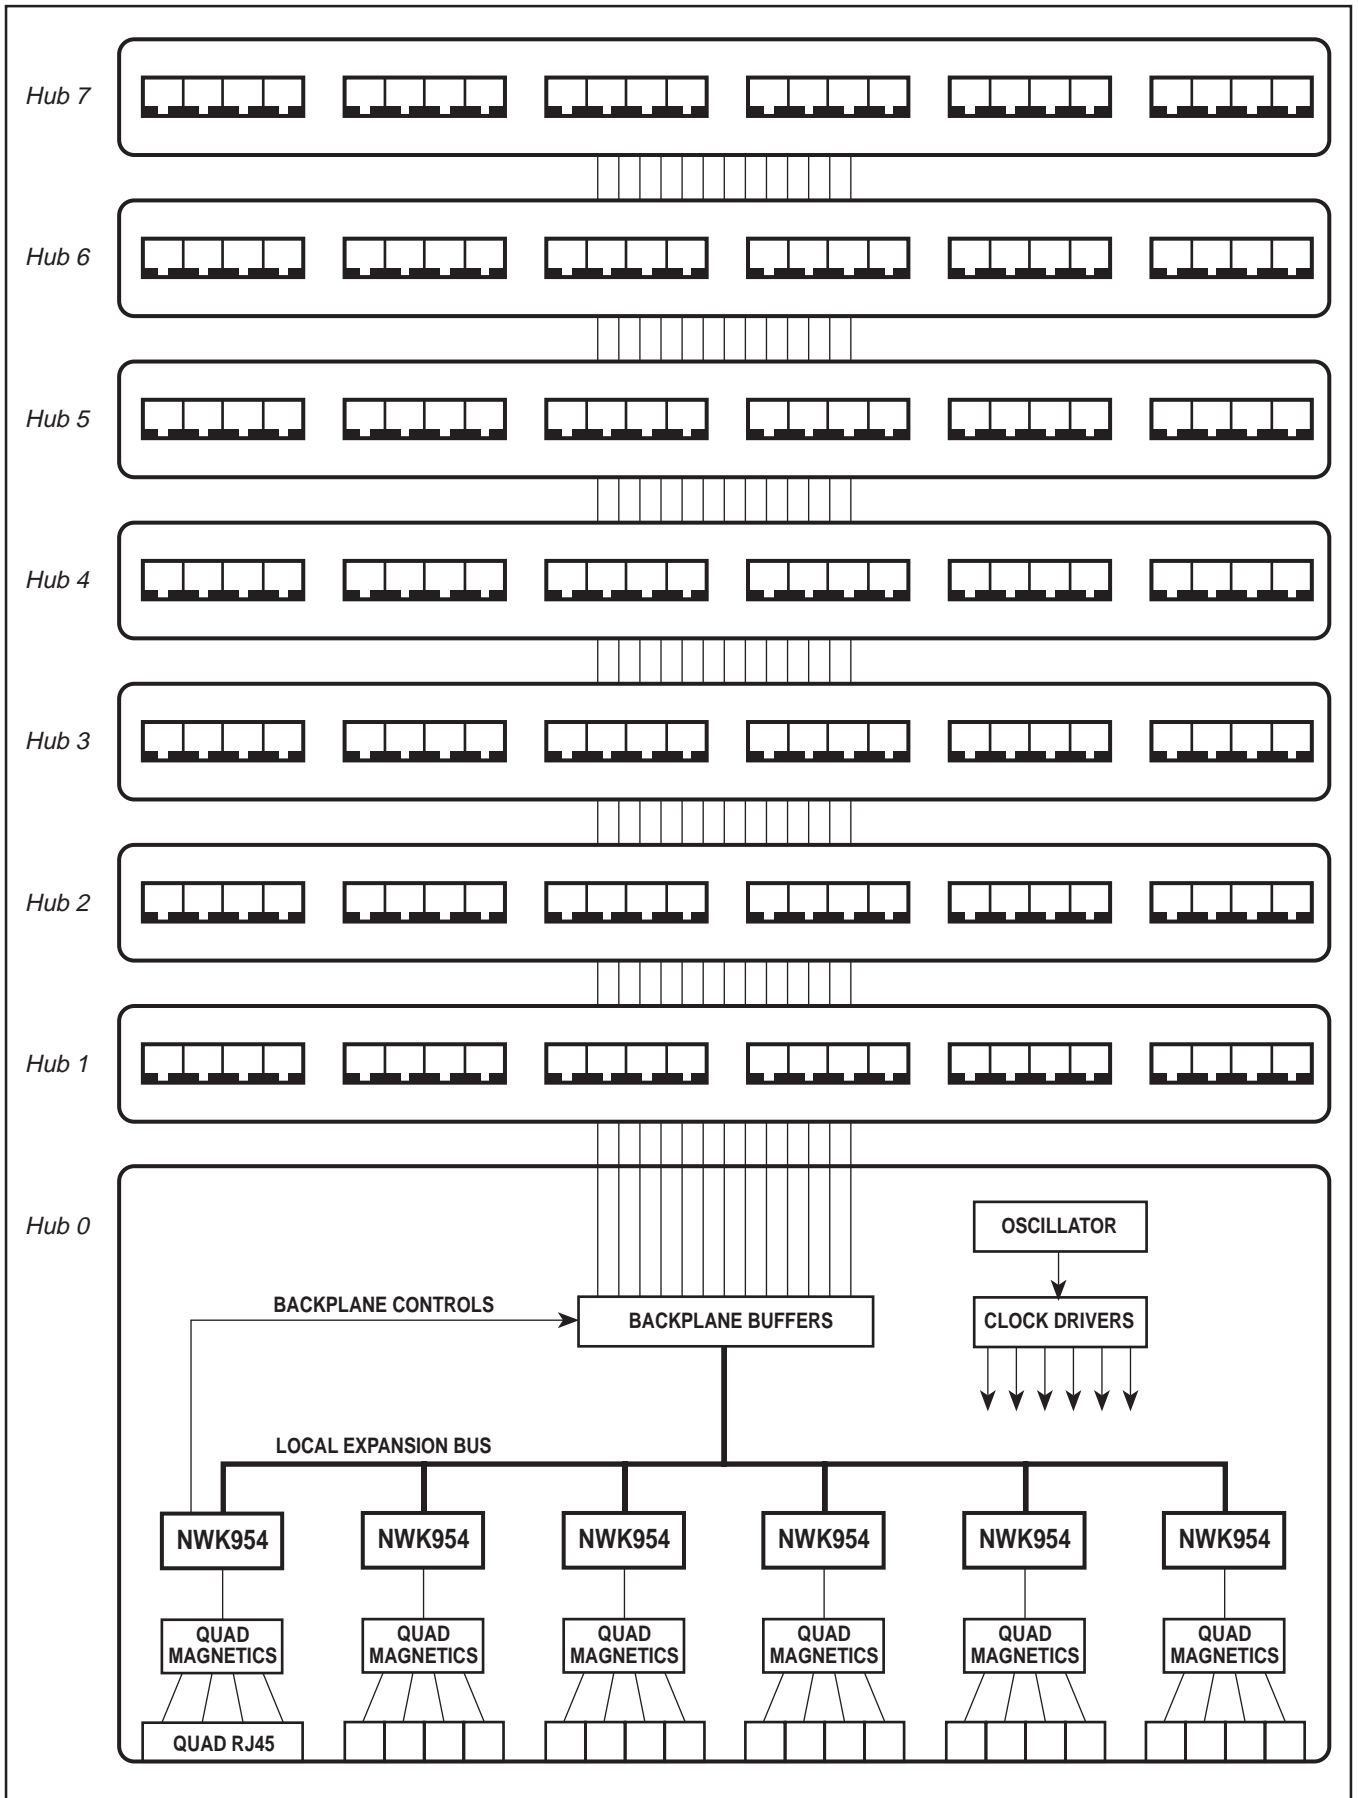 Hub 7
Hub 6
Hub 5
Hub 4
Hub 3
Hub 2
Hub 1
Hub 0
OSCILLATOR
BACKPLANE CONTROLS
BACKPLANE BUFFERS
CLOCK DRIVERS
LOCAL EXPANSION BUS
NWK954 NWK954 NWK954 NWK954 NWK954 NWK954
QUAD QUAD QUAD QUAD QUAD QUAD
MAGNETICS MAGNETICS MAGNETICS MAGNETICS MAGNETICS MAGNETICS
QUAD RJ45